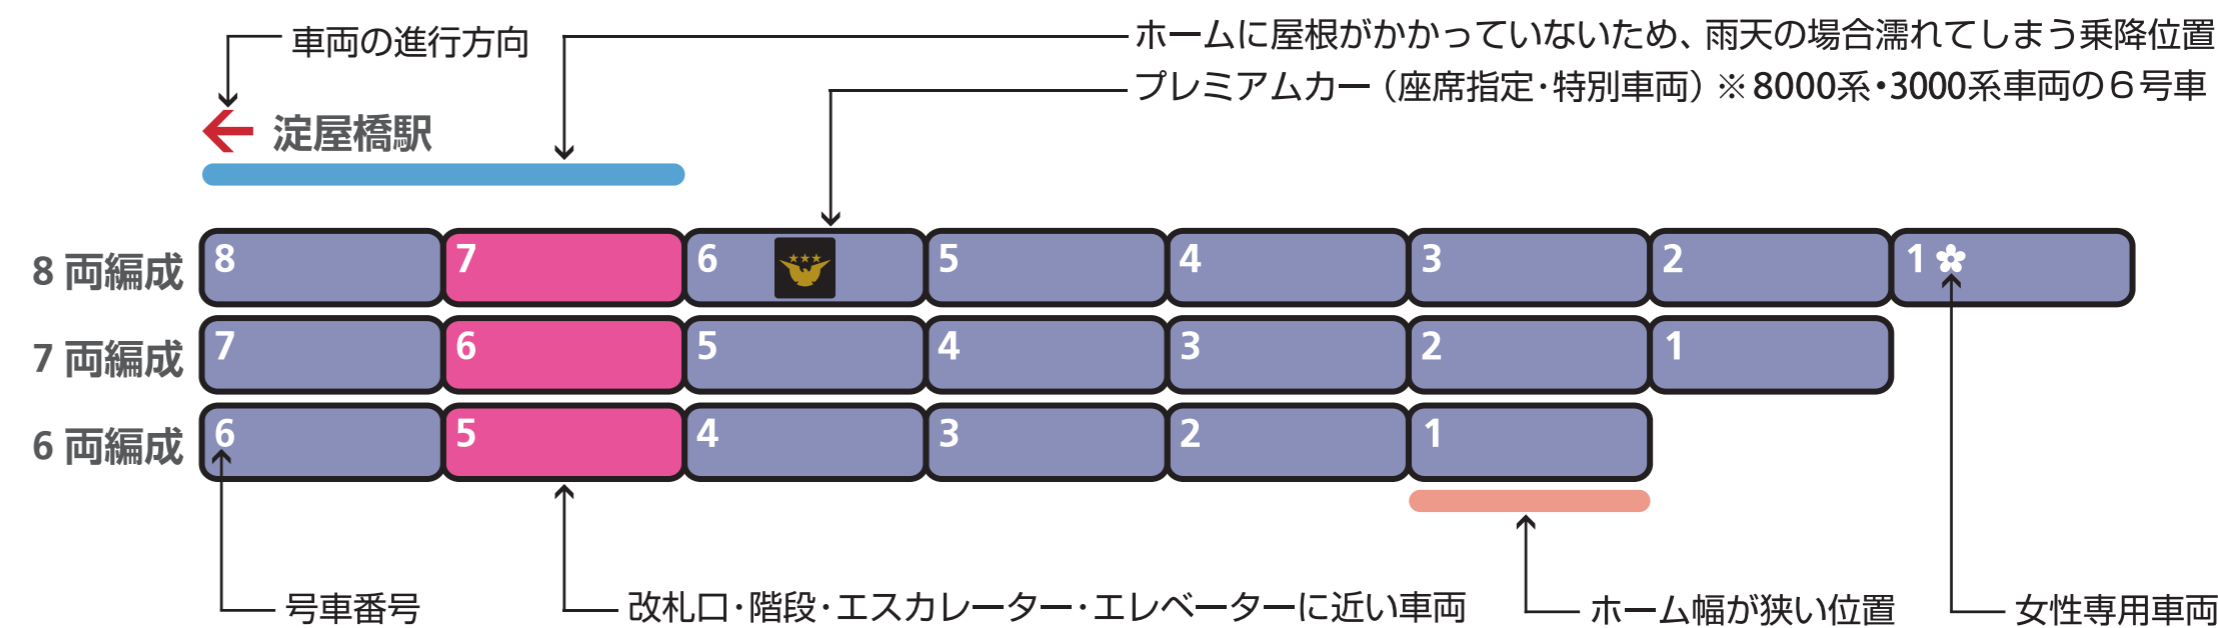 車両の進行方向
ホームに屋根がかかっていないため、雨天の場合濡れてしまう乗降位置
プレミアムカー（座席指定・特別車両）※8000系・3000系車両の６号車
淀屋橋駅
8 両編成 8 7 6 5 4 3 2 1
7 両編成 7 6 5 4 3 2 1
6 両編成 6 5 4 3 2 1
号車番号
改札口・階段・エスカレーター・エレベーターに近い車両
ホーム幅が狭い位置
女性専用車両